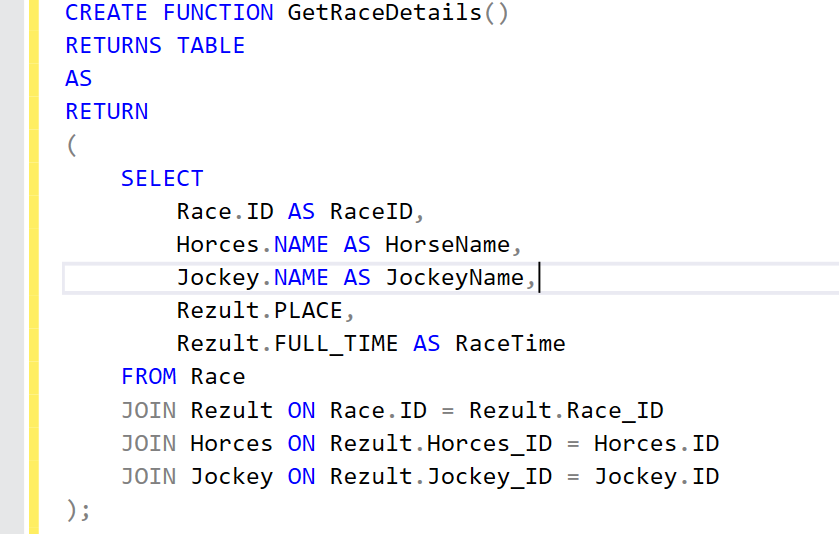 CREATE FUNCTION GetRaceDetails()
RETURNS TABLE
AS
RETURN
(
SELECT
Race.ID AS RaceID,
Horces.NAME AS HorseName,
Jockey.NAME AS JockeyName,
Rezult.PLACE,
Rezult.FULL_TIME AS RaceTime
FROM Race
JOIN Rezult ON Race.ID = Rezult.Race_ID
JOIN Horces ON Rezult.Horces_ID = Horces.ID
JOIN Jockey ON Rezult.Jockey_ID = Jockey.ID
);